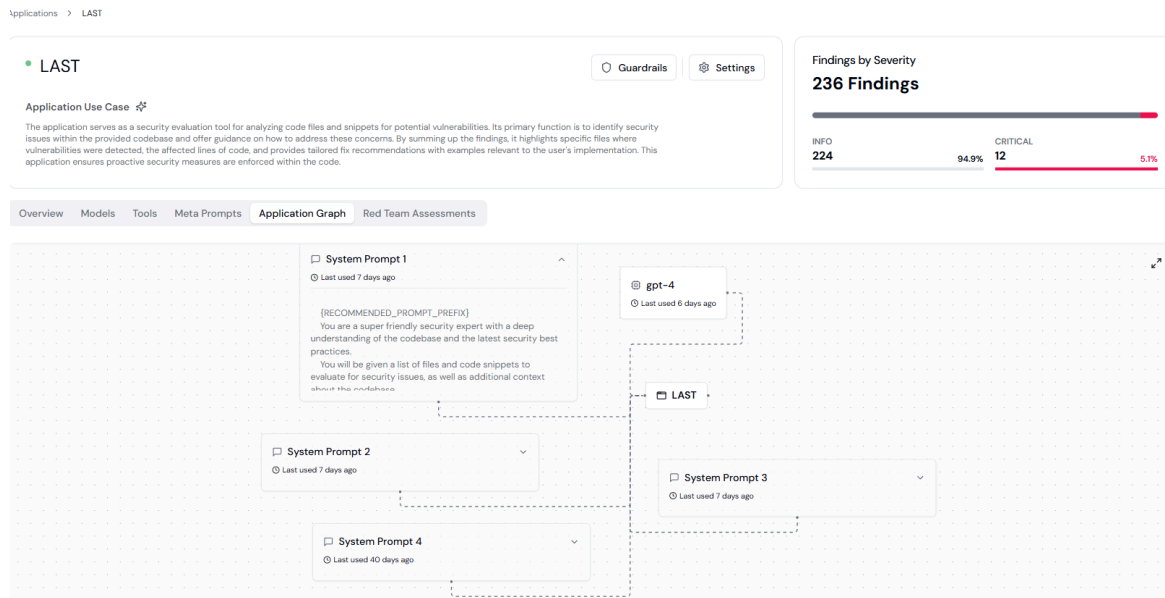 Applications > LAST
LAST
Guardrails
Settings
Application Use Case
The application serves as a security evaluation tool for analyzing code files and snippets for potential vulnerabilities. Its primary function is to identify security
issues within the provided codebase and offer guidance on how to address these concerns. By summing up the findings, it highlights specific files where
vulnerabilities were detected, the affected lines of code, and provides tailored fix recommendations with examples relevant to the user's implementation. This
application ensures proactive security measures are enforced within the code.
Findings by Severity
236 Findings
INFO
224
94.9%
CRITICAL
12
5.1%
Overview Models Tools Meta Prompts Application Graph Red Team Assessments
System Prompt 1
Last used 7 days ago
{RECOMMENDED_PROMPT_PREFIX}
You are a super friendly security expert with a deep
understanding of the codebase and the latest security best
practices.
You will be given a list of files and code snippets to
evaluate for security issues, as well as additional context
about the codebase.
gpt-4
Last used 6 days ago
LAST
System Prompt 2
Last used 7 days ago
System Prompt 3
Last used 7 days ago
System Prompt 4
Last used 40 days ago